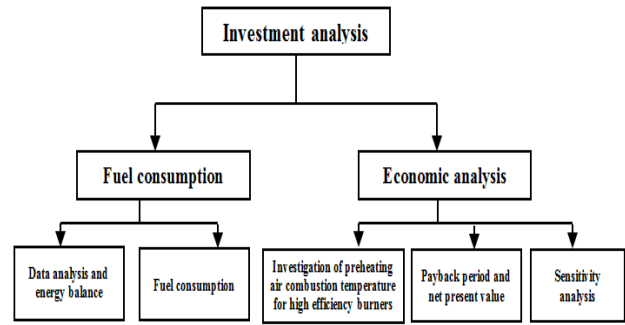 Investment analysis
Fuel consumption
Economic analysis
Data analysis and
energy balance
Fuel consumption
Investigation of preheating
air combustion temperature
for high efficiency burners
Payback period and
net present value
Sensitivity
analysis